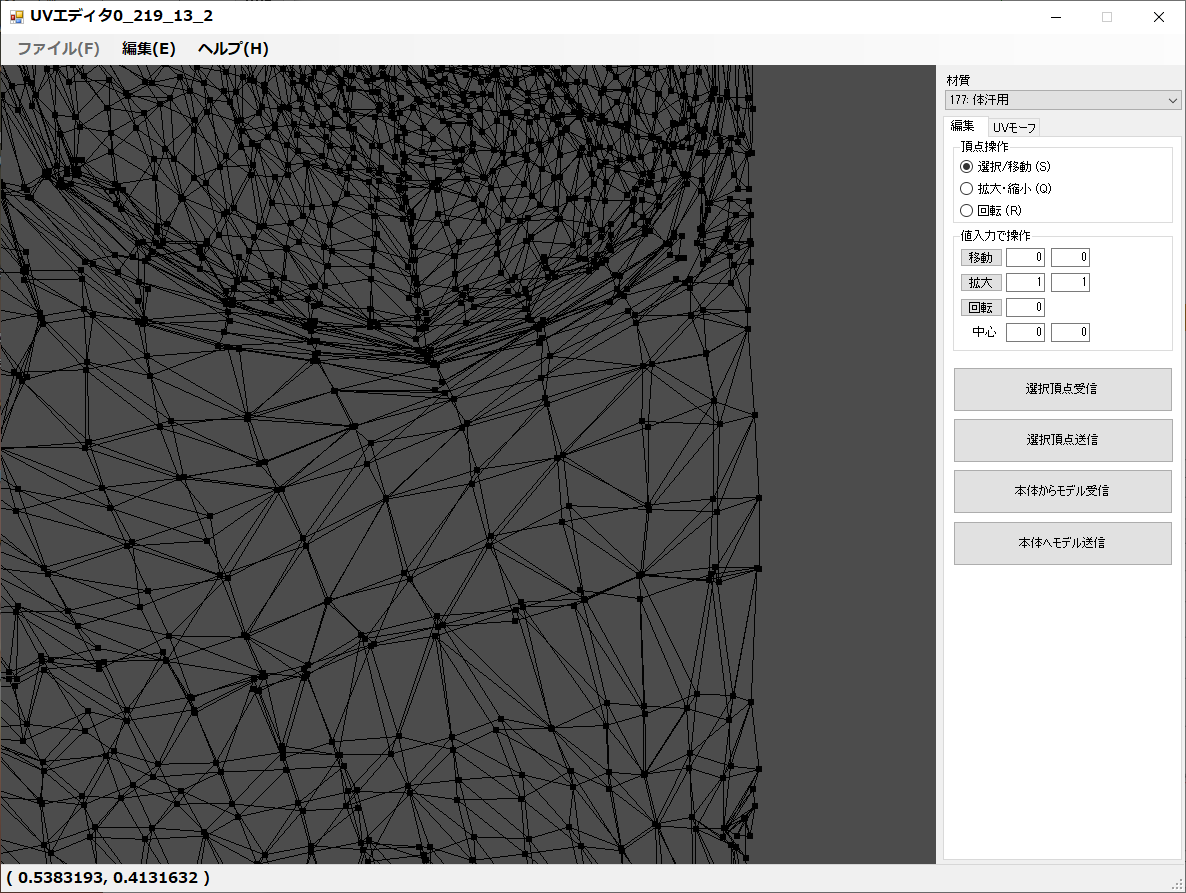 UVエディタ0_219_13_2
ファイル(F) 編集(E) ヘルプ(H)
材質
177: 体汗用
編集 UVモーフ
頂点操作
選択/移動 (S)
拡大・縮小 (Q)
回転 (R)
値入力で操作
移動 0 0
拡大 1 1
回転 0
中心 0 0
選択頂点受信
選択頂点送信
本体からモデル受信
本体へモデル送信
( 0.5383193, 0.4131632 )